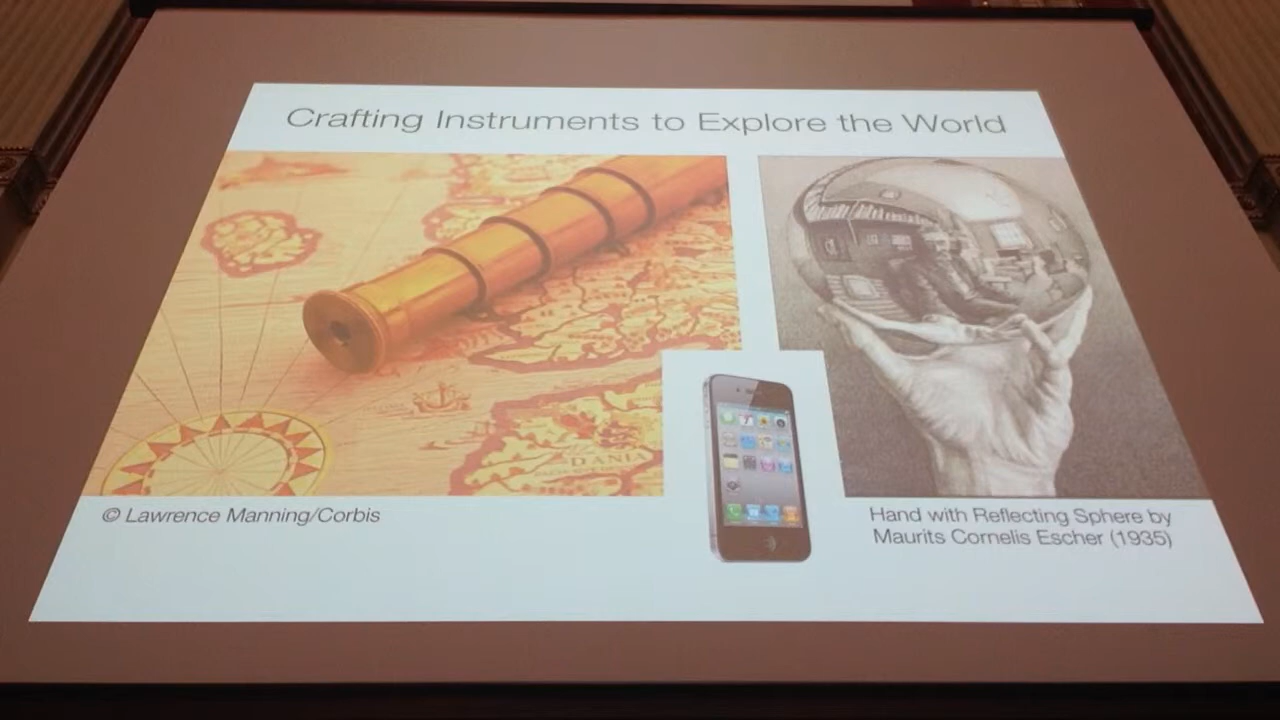 Crafting Instruments to Explore the World
DANIA
© Lawrence Manning/Corbis
Hand with Reflecting Sphere by
Maurits Cornelis Escher (1935)